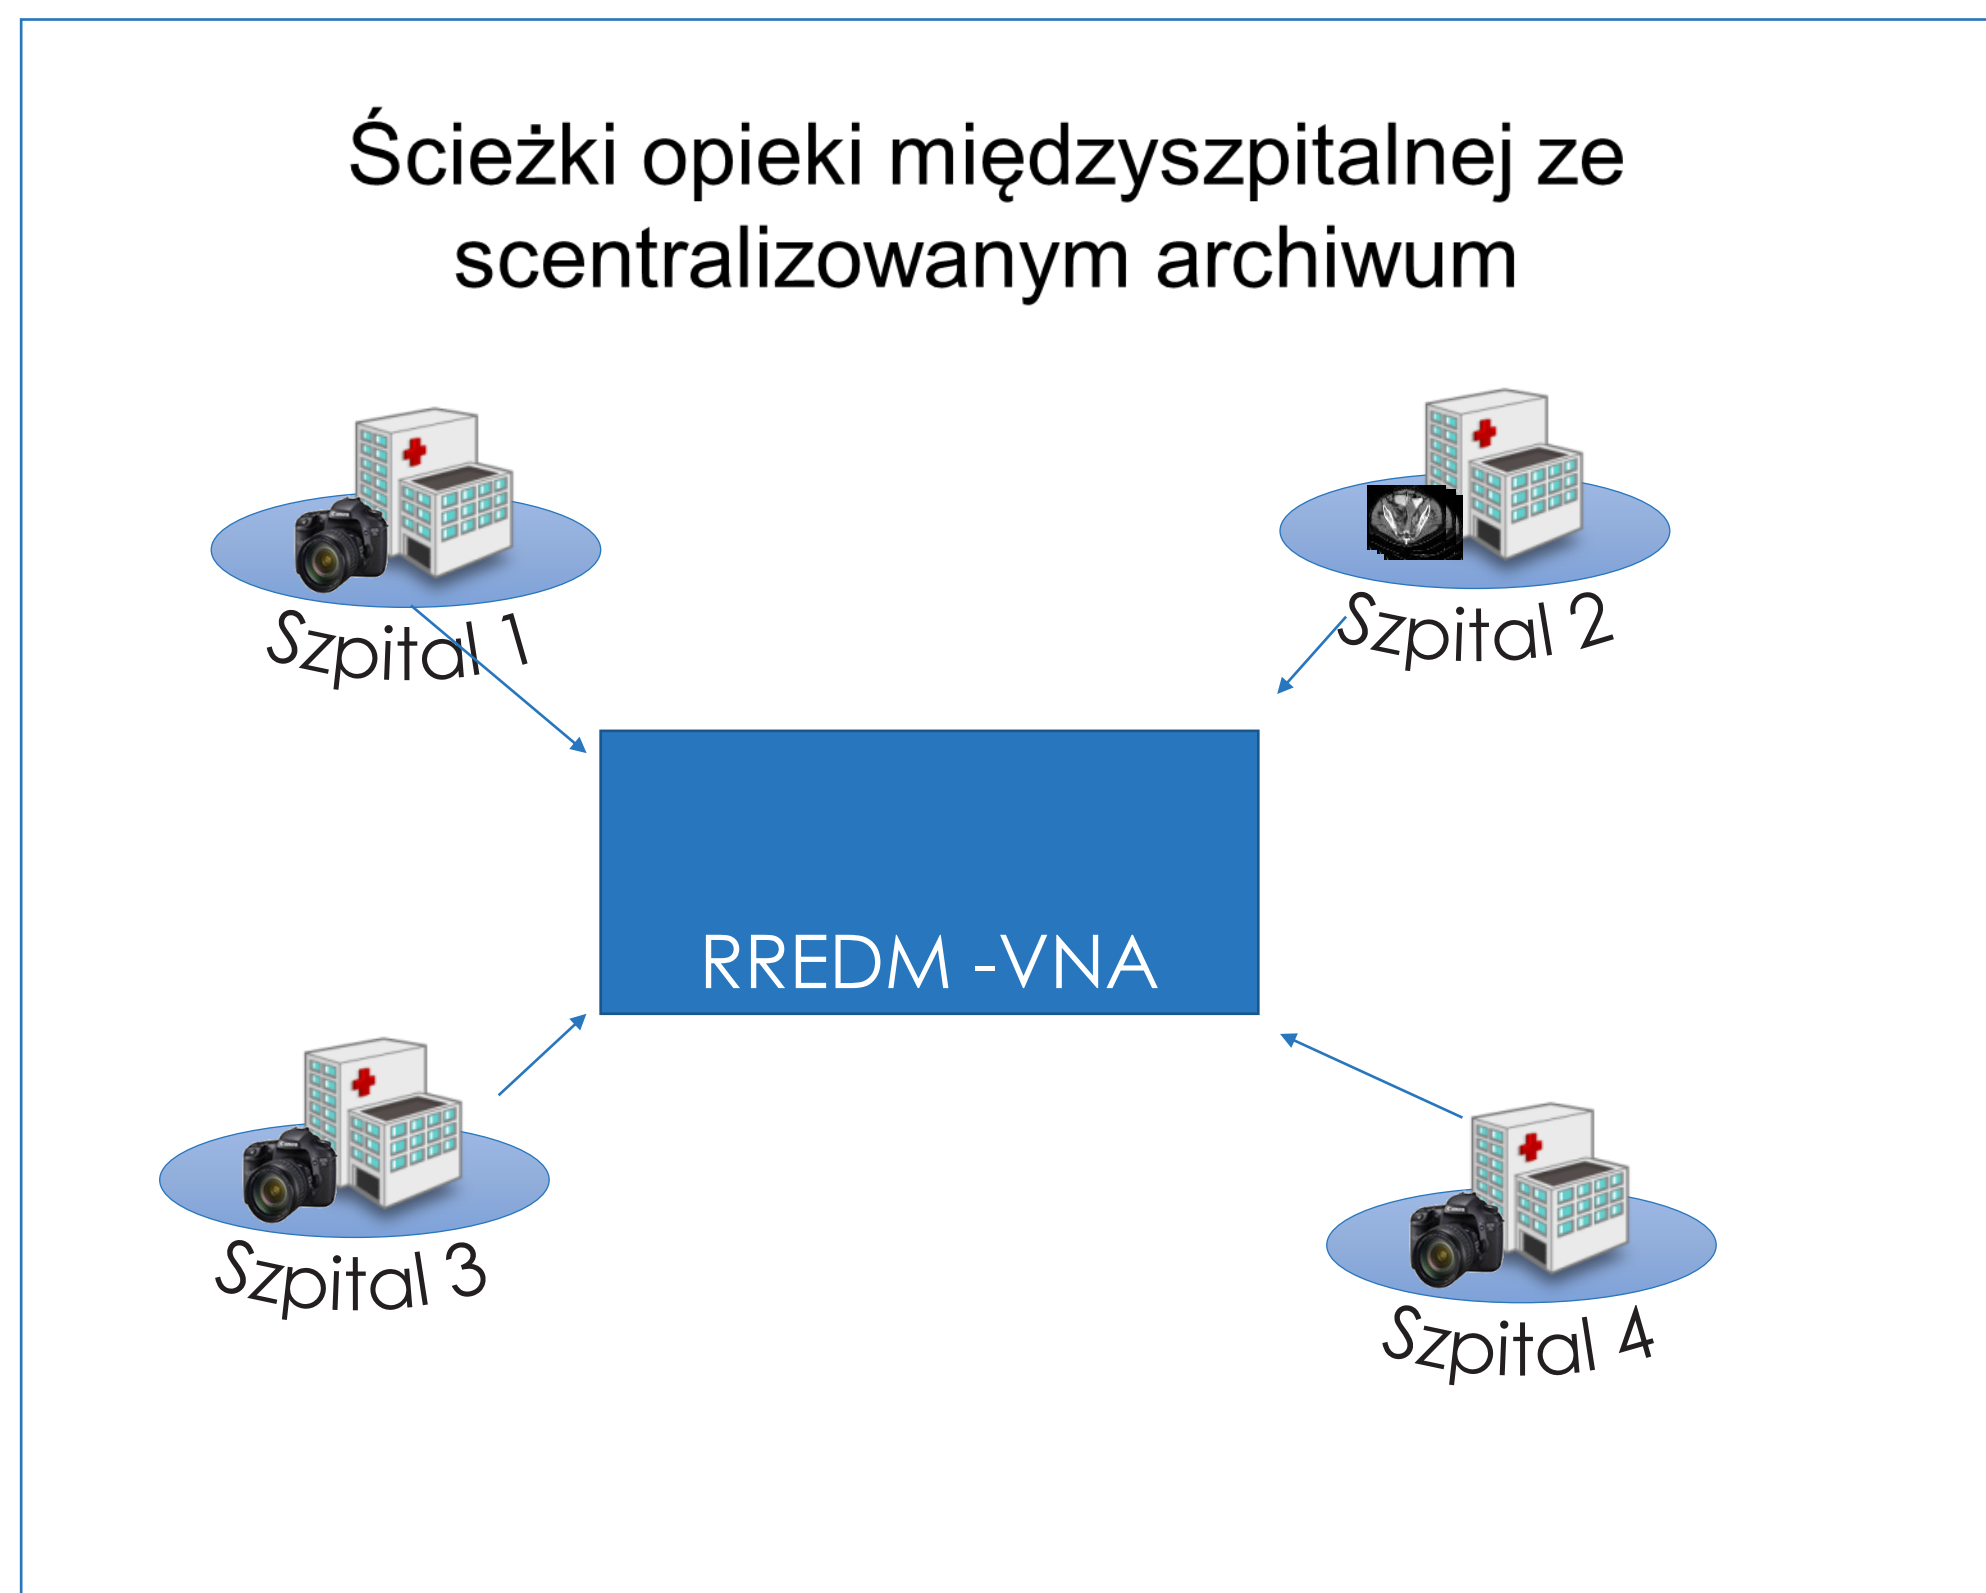 Ścieżki opieki międzyszpitalnej ze
scentralizowanym archiwum
Szpital 1
Szpital 2
RREDM -VNA
Szpital 3
Szpital 4